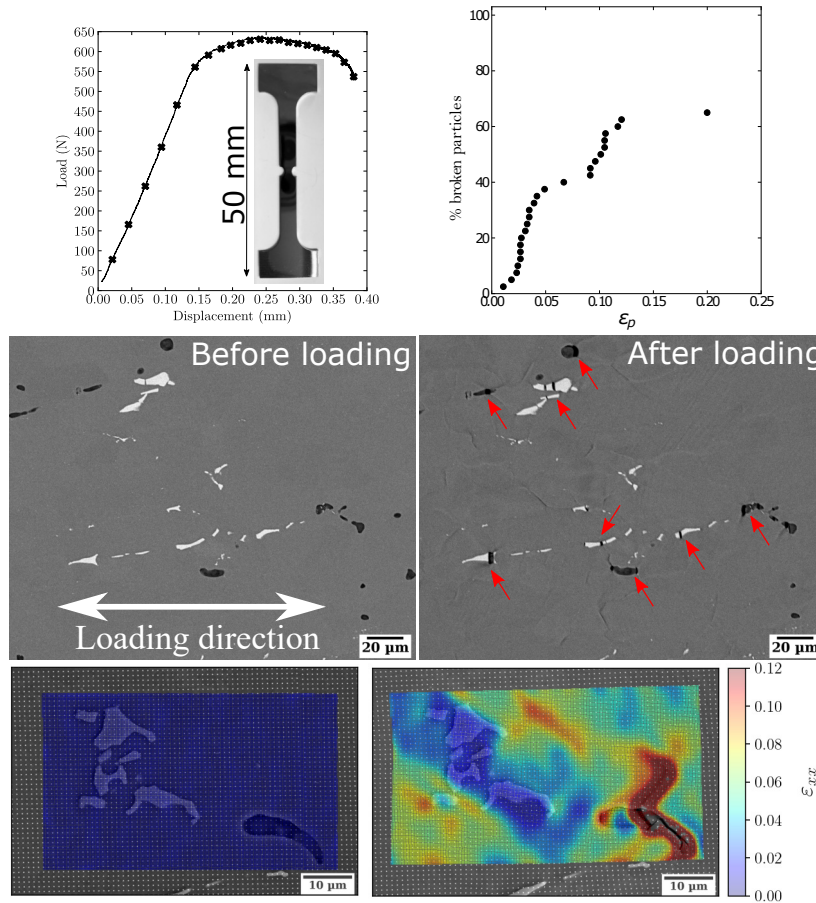 650
600
550
500
450
400
350
300
250
200
150
100
50
0
Load (N)
50 mm
0.00 0.05 0.10 0.15 0.20 0.25 0.30 0.35 0.40
Displacement (mm)
100
80
60
40
20
0
% broken particles
0.00 0.05 0.10 0.15 0.20 0.25
εp
Before loading
Loading direction
20 µm
After loading
20 µm
10 µm
10 µm
0.12
0.10
0.08
0.06
0.04
0.02
0.00
εxx